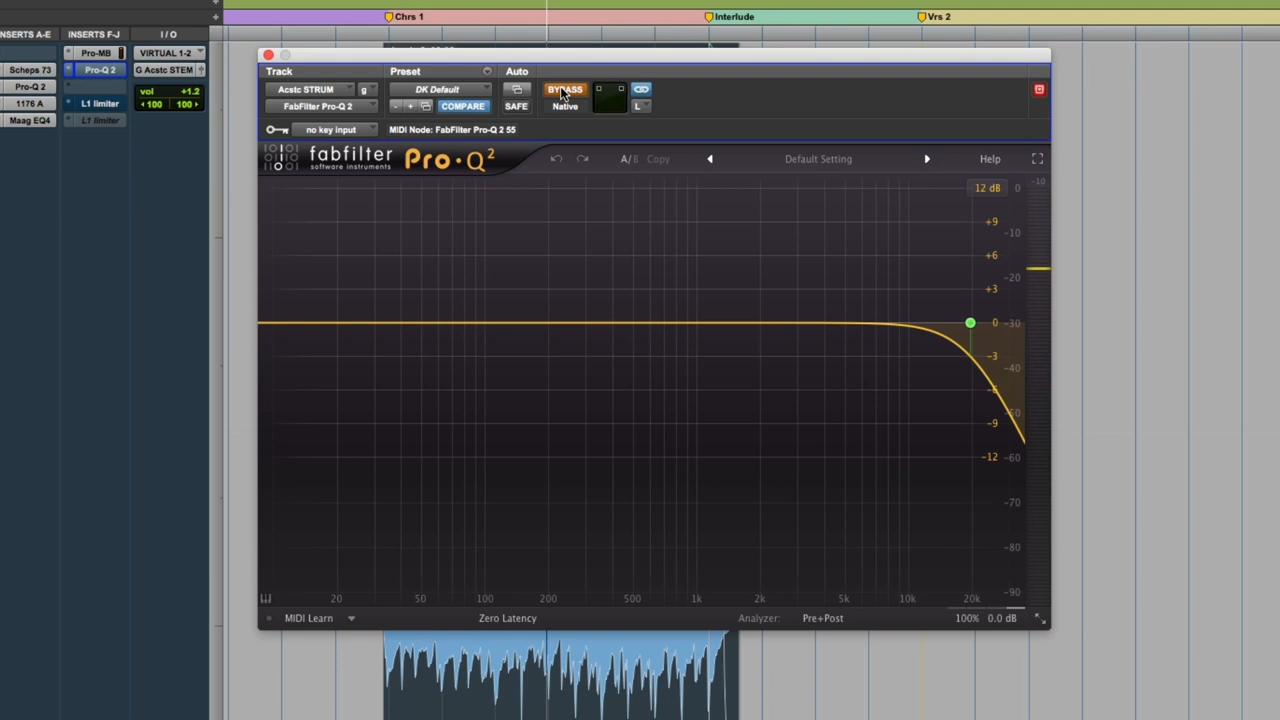 Chrs 1
Interlude
Vrs 2
INSERTS A-E
INSERTS F-J
I/O
Pro-MB
VIRTUAL 1-2
Scheps 73
Pro-Q 2
G Acstc STEM
Pro-Q 2
vol +1.2
1176 A
L1 limiter
100 100
Maag EQ4
L1 limiter
Track
Preset
Auto
Acstc STRUM
g
DK Default
BYPASS
FabFilter Pro-Q 2
- +
COMPARE
SAFE
Native
L
no key input
MIDI Node: FabFilter Pro-Q 2 55
fabfilter
software instruments
Pro·Q²
A/B Copy
Default Setting
Help
12 dB
0
-10
+9
-10
+6
-20
+3
0
-30
-3
-40
-6
-50
-9
-12
-60
-70
-80
-90
20 50 100 200 500 1k 2k 5k 10k 20k
MIDI Learn
Zero Latency
Analyzer: Pre+Post
100% 0.0 dB